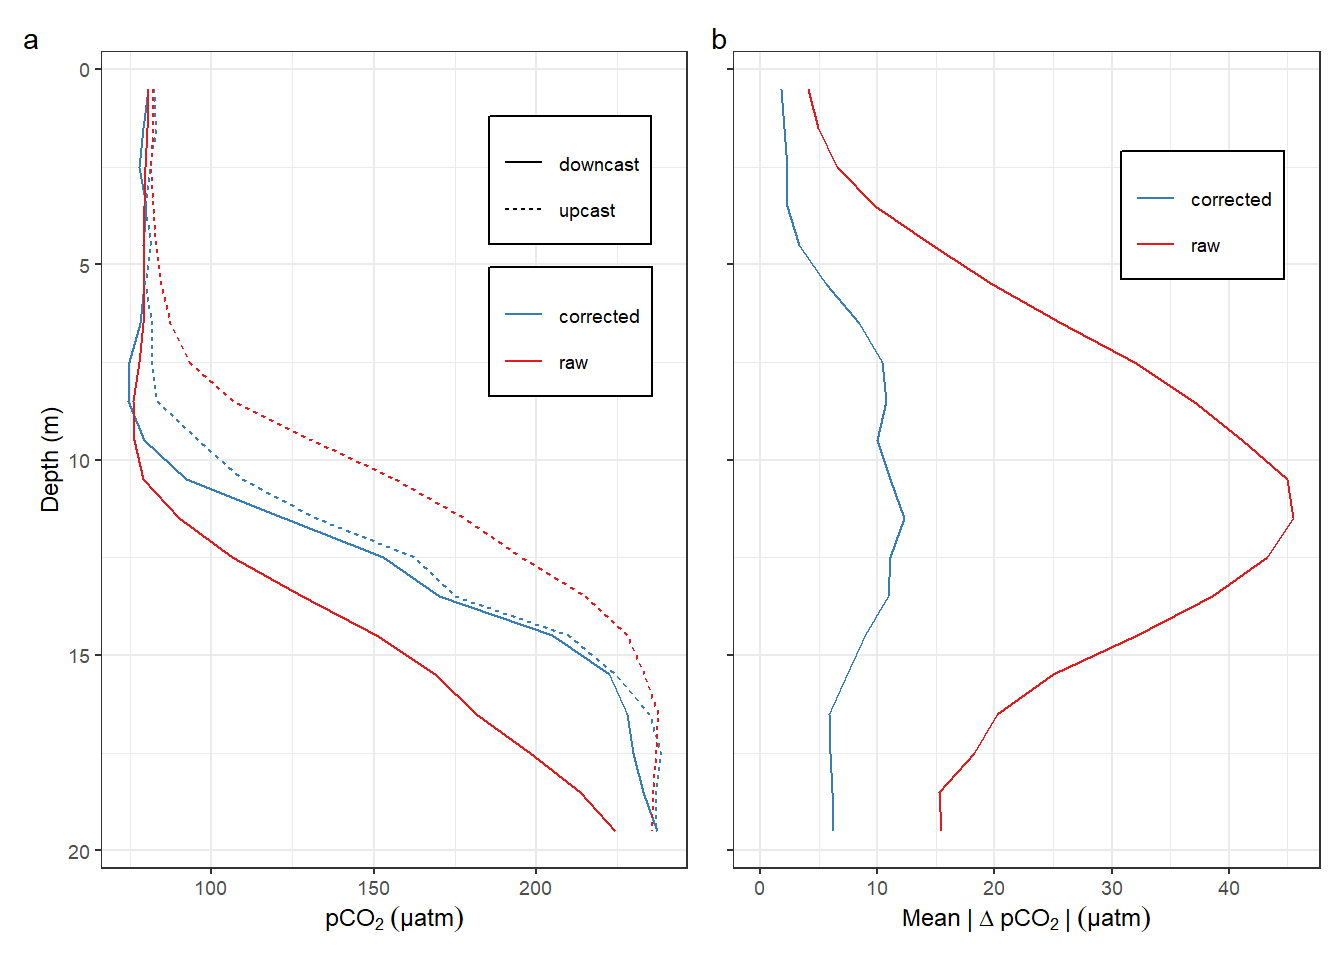 a
downcast
upcast
corrected
raw
0
5
10
15
20
Depth (m)
100
150
200
pCO₂ (µatm)
b
corrected
raw
0
10
20
30
40
Mean | Δ pCO₂ | (µatm)